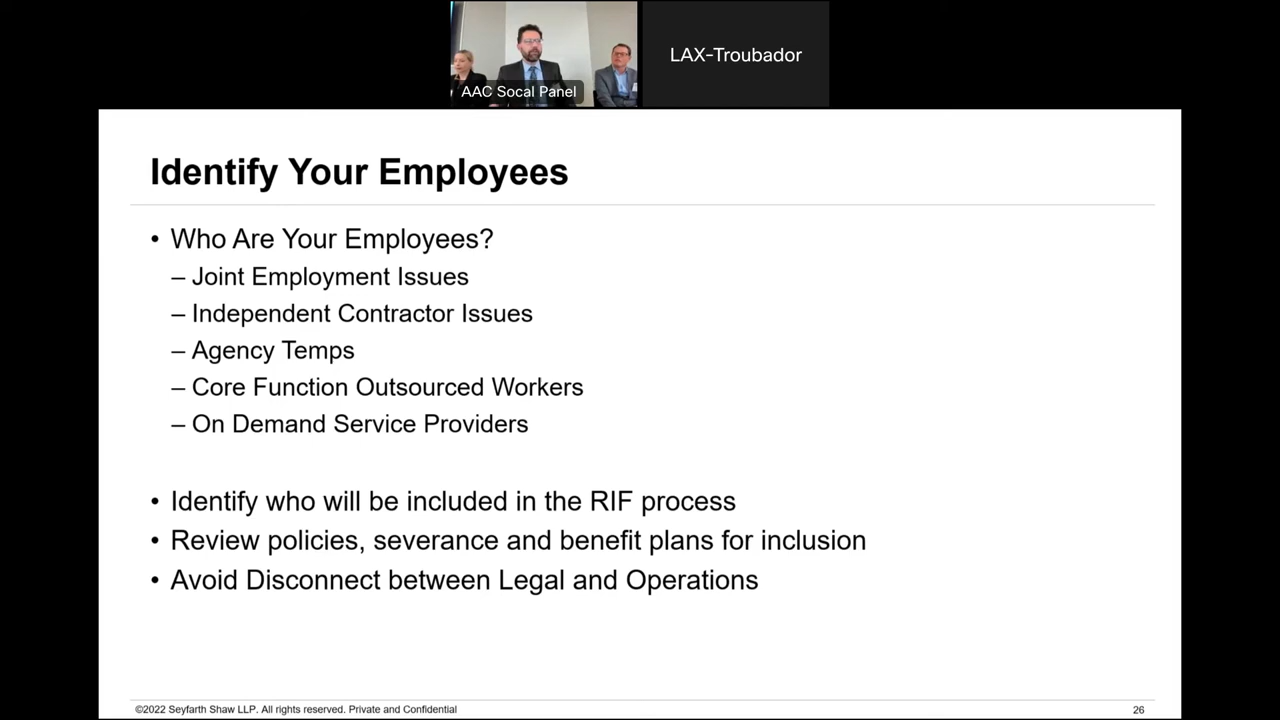 AAC Socal Panel
LAX-Troubador
Identify Your Employees
• Who Are Your Employees?
– Joint Employment Issues
– Independent Contractor Issues
– Agency Temps
– Core Function Outsourced Workers
– On Demand Service Providers
• Identify who will be included in the RIF process
• Review policies, severance and benefit plans for inclusion
• Avoid Disconnect between Legal and Operations
©2022 Seyfarth Shaw LLP. All rights reserved. Private and Confidential
26